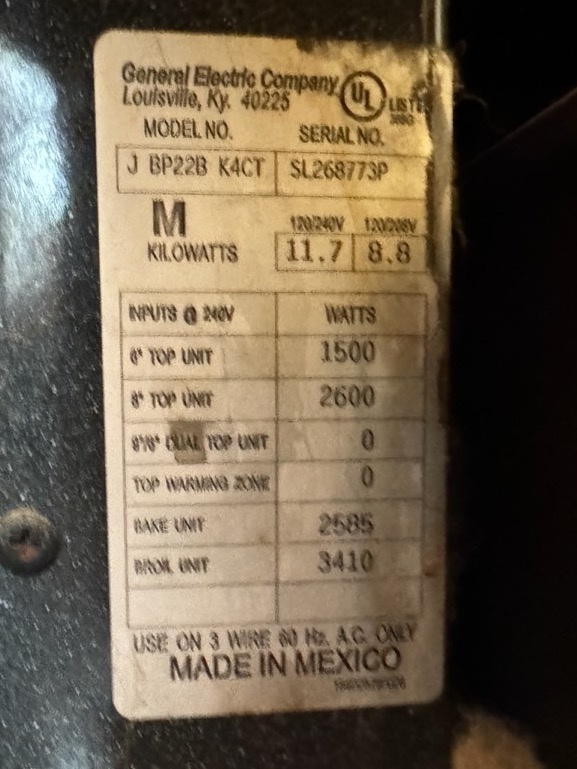 General Electric Company
Louisville, Ky. 40225
UL
MODEL NO. SERIAL NO.
J BP22B K4CT SL268773P
M
KILOWATTS
120/240V 120/208V
11.7 8.8
INPUTS @ 240V WATTS
6" TOP UNIT 1500
8" TOP UNIT 2600
DUAL TOP UNIT 0
TOP WARMING ZONE 0
BAKE UNIT 2585
BROIL UNIT 3410
USE ON 3 WIRE 60 Hz. A.C. ONLY
MADE IN MEXICO